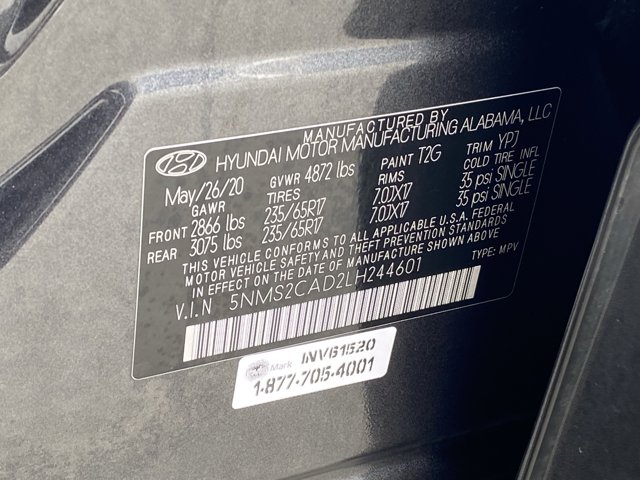 MANUFACTURED BY
HYUNDAI MOTOR MANUFACTURING ALABAMA, LLC
May/26/20 GVWR 4872 lbs PAINT T2G TRIM YPJ
GAWR TIRES RIMS COLD TIRE INFL
FRONT 2866 lbs 235/65R17 7.0JX17 35 psi SINGLE
REAR 3075 lbs 235/65R17 7.0JX17 35 psi SINGLE
THIS VEHICLE CONFORMS TO ALL APPLICABLE U.S.A. FEDERAL
MOTOR VEHICLE SAFETY AND THEFT PREVENTION STANDARDS
IN EFFECT ON THE DATE OF MANUFACTURE SHOWN ABOVE.
V.I.N 5NMS2CAD2LH244601 TYPE: MPV
Mark INV61520
1-877-705-4001